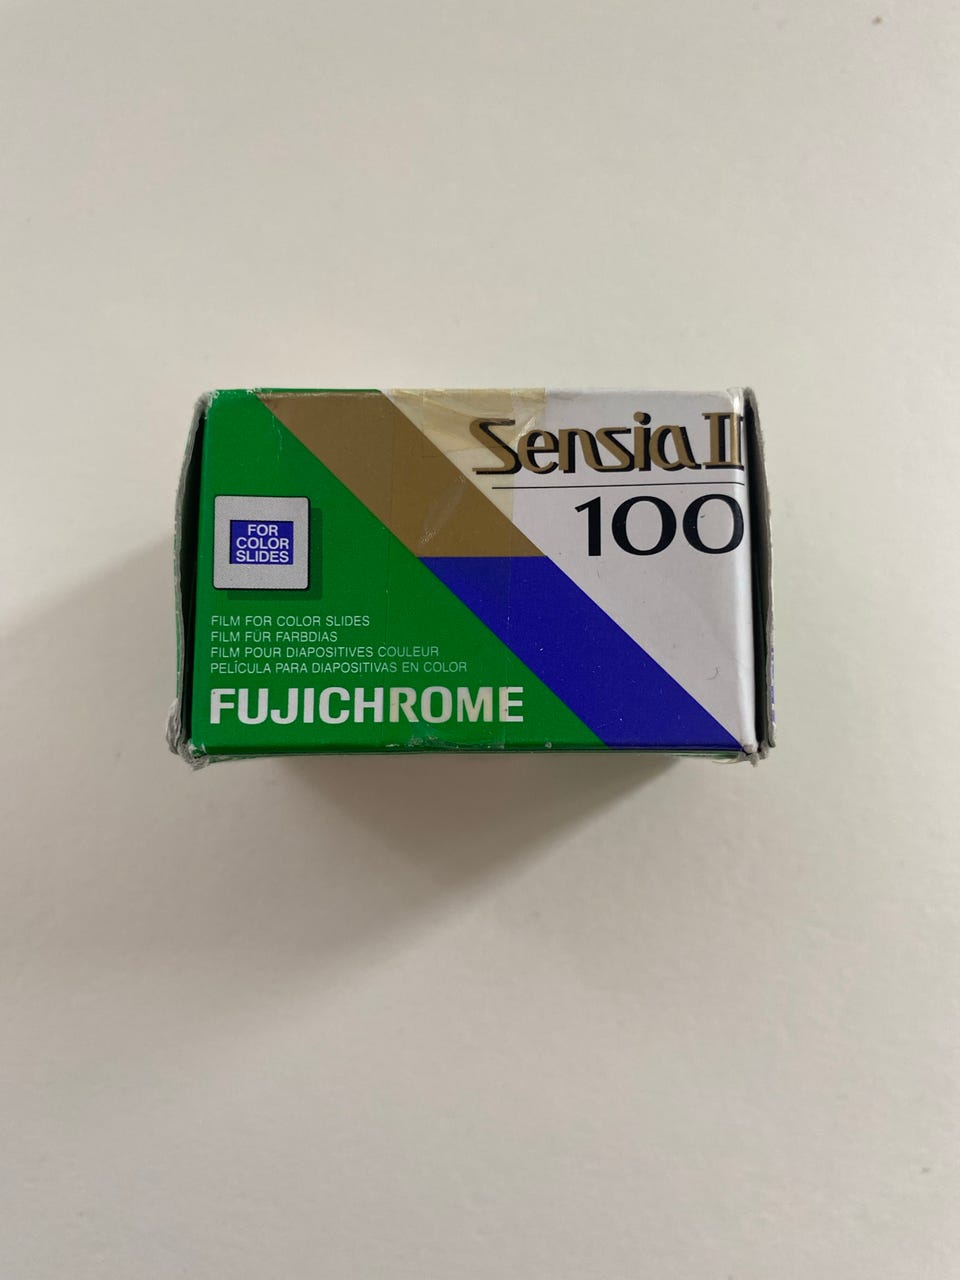 Sensia II
100
FOR
COLOR
SLIDES
FILM FOR COLOR SLIDES
FILM FÜR FARBDIAS
FILM POUR DIAPOSITIVES COULEUR
PELÍCULA PARA DIAPOSITIVAS EN COLOR
FUJICHROME